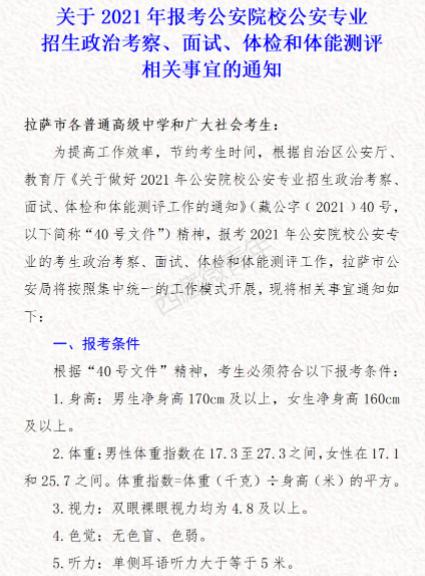 关于 2021 年报考公安院校公安专业
招生政治考察、面试、体检和体能测评
相关事宜的通知
拉萨市各普通高级中学和广大社会考生：
为提高工作效率，节约考生时间，根据自治区公安厅、
教育厅《关于做好 2021 年公安院校公安专业招生政治考察、
面试、体检和体能测评工作的通知》（藏公字﹝2021﹞40 号，
以下简称“40 号文件”）精神，报考 2021 年公安院校公安专
业的考生政治考察、面试、体检和体能测评工作，拉萨市公
安局将按照集中统一的工作模式开展，现将相关事宜通知如
下：
一、报考条件
根据“40 号文件”精神，考生必须符合以下报考条件：
1.身高：男生净身高 170cm 及以上，女生净身高 160cm
及以上。
2.体重：男性体重指数在 17.3 至 27.3 之间，女性在 17.1
和 25.7 之间。体重指数=体重（千克）÷身高（米）的平方。
3.视力：双眼裸眼视力均为 4.8 及以上。
4.色觉：无色盲、色弱。
5.听力：单侧耳语听力大于等于 5 米。